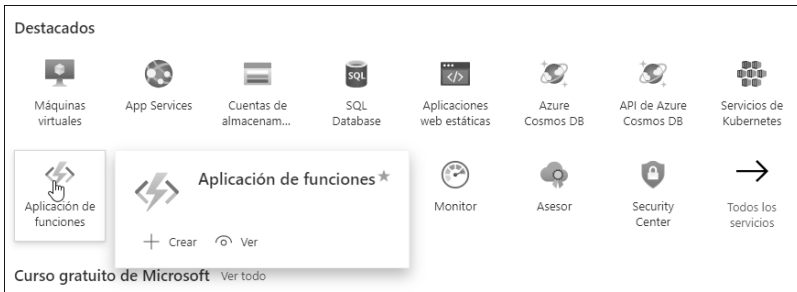 Destacados
Máquinas virtuales
App Services
Cuentas de almacenam...
SQL
SQL Database
Aplicaciones web estáticas
Azure Cosmos DB
API de Azure Cosmos DB
Servicios de Kubernetes
Aplicación de funciones
Aplicación de funciones
Crear
Ver
Monitor
Asesor
Security Center
Todos los servicios
Curso gratuito de Microsoft Ver todo